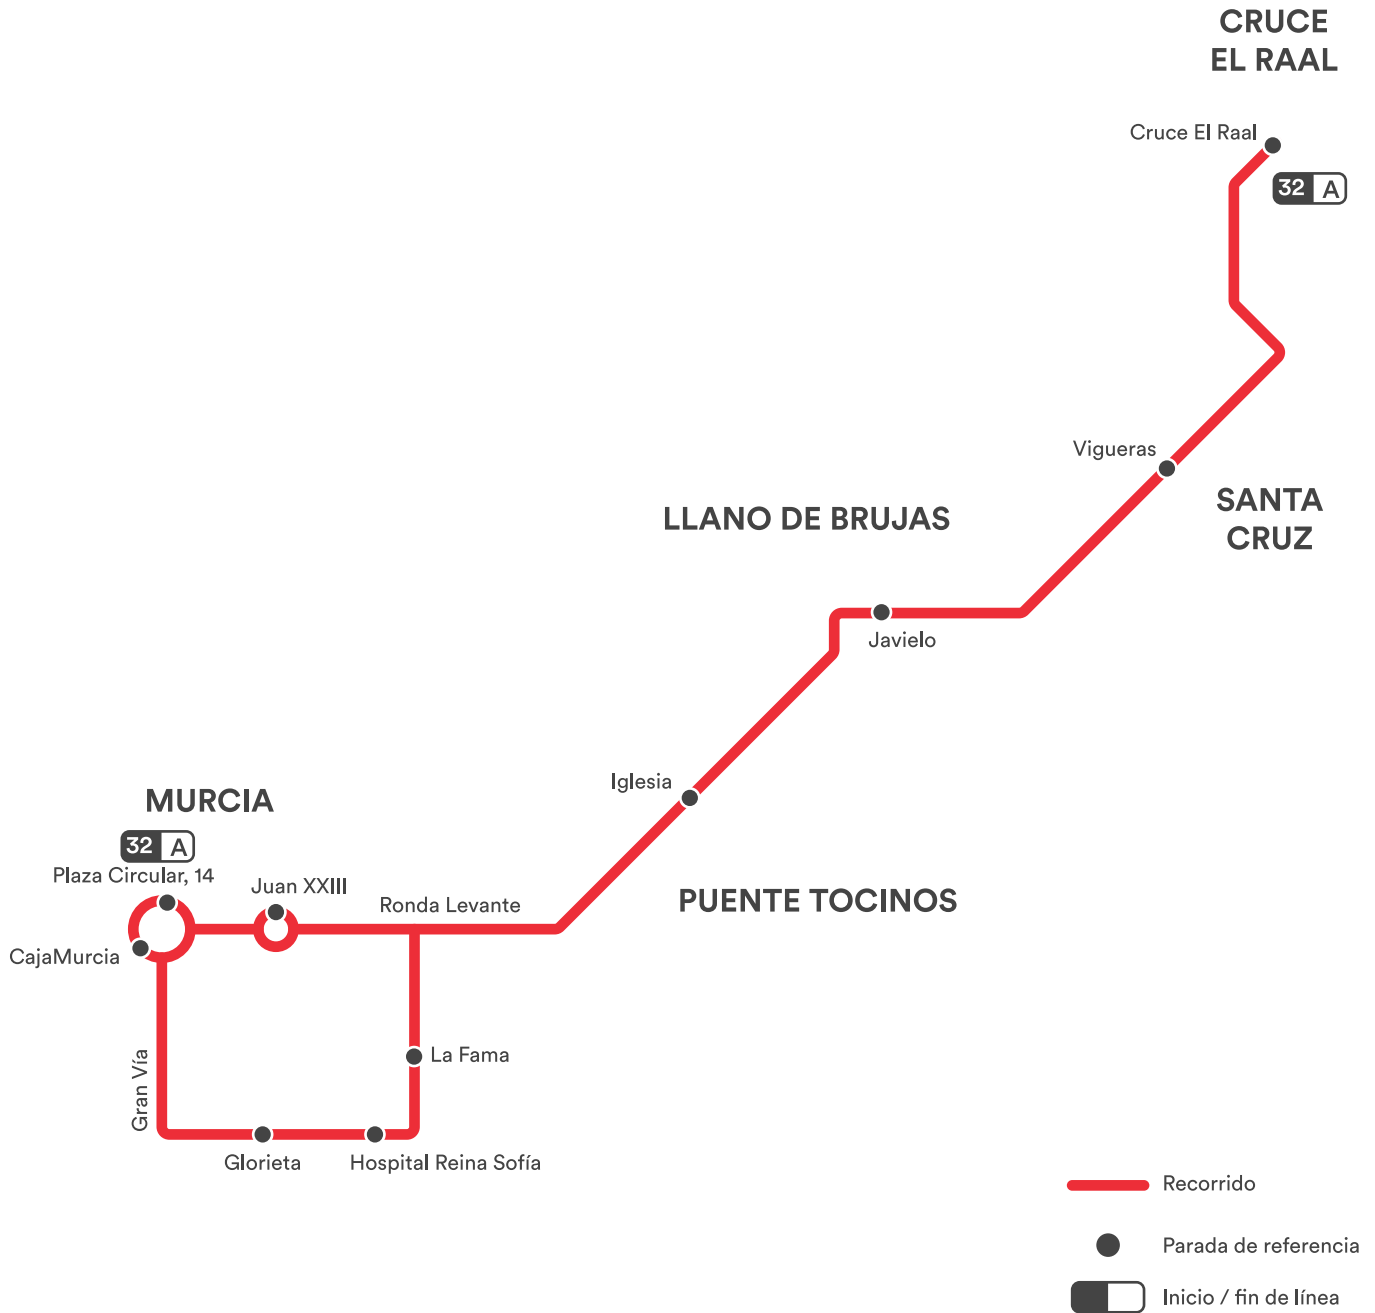 CRUCE
EL RAAL
Cruce El Raal
32 A
Vigueras
SANTA
CRUZ
LLANO DE BRUJAS
Javielo
Iglesia
MURCIA
32 A
Plaza Circular, 14
Juan XXIII
Ronda Levante
PUENTE TOCINOS
CajaMurcia
Gran Vía
La Fama
Glorieta
Hospital Reina Sofía
Recorrido
Parada de referencia
Inicio / fin de línea